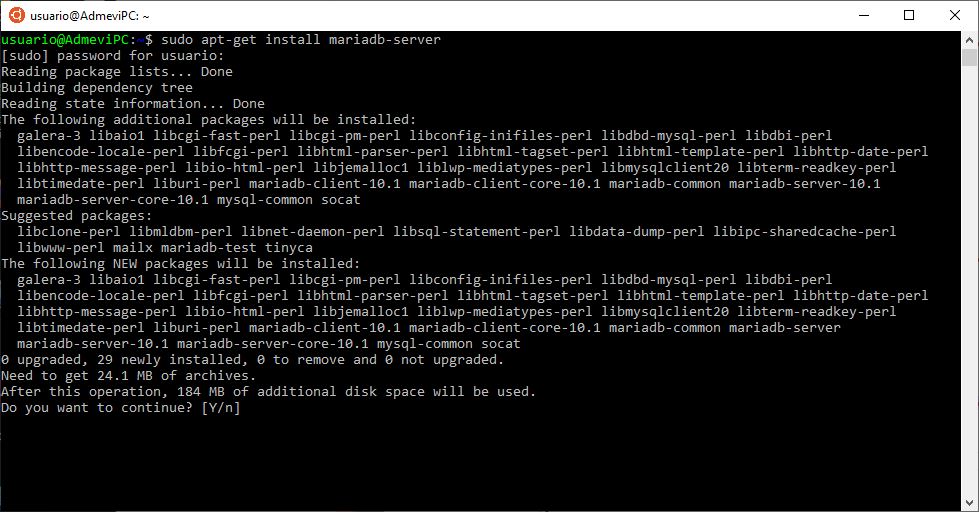 usuario@AdmeviPC: ~
usuario@AdmeviPC:~$ sudo apt-get install mariadb-server
[sudo] password for usuario:
Reading package lists... Done
Building dependency tree
Reading state information... Done
The following additional packages will be installed:
galera-3 libaio1 libcgi-fast-perl libcgi-pm-perl libconfig-inifiles-perl libdbd-mysql-perl libdbi-perl
libencode-locale-perl libfcgi-perl libhtml-parser-perl libhtml-tagset-perl libhtml-template-perl libhttp-date-perl
libhttp-message-perl libio-html-perl libjemalloc1 liblwp-mediatypes-perl libmysqlclient20 libterm-readkey-perl
libtimedate-perl liburi-perl mariadb-client-10.1 mariadb-client-core-10.1 mariadb-common mariadb-server-10.1
mariadb-server-core-10.1 mysql-common socat
Suggested packages:
libclone-perl libmldbm-perl libnet-daemon-perl libsql-statement-perl libdata-dump-perl libipc-sharedcache-perl
libwww-perl mailx mariadb-test tinyca
The following NEW packages will be installed:
galera-3 libaio1 libcgi-fast-perl libcgi-pm-perl libconfig-inifiles-perl libdbd-mysql-perl libdbi-perl
libencode-locale-perl libfcgi-perl libhtml-parser-perl libhtml-tagset-perl libhtml-template-perl libhttp-date-perl
libhttp-message-perl libio-html-perl libjemalloc1 liblwp-mediatypes-perl libmysqlclient20 libterm-readkey-perl
libtimedate-perl liburi-perl mariadb-client-10.1 mariadb-client-core-10.1 mariadb-common mariadb-server
mariadb-server-10.1 mariadb-server-core-10.1 mysql-common socat
0 upgraded, 29 newly installed, 0 to remove and 0 not upgraded.
Need to get 24.1 MB of archives.
After this operation, 184 MB of additional disk space will be used.
Do you want to continue? [Y/n]